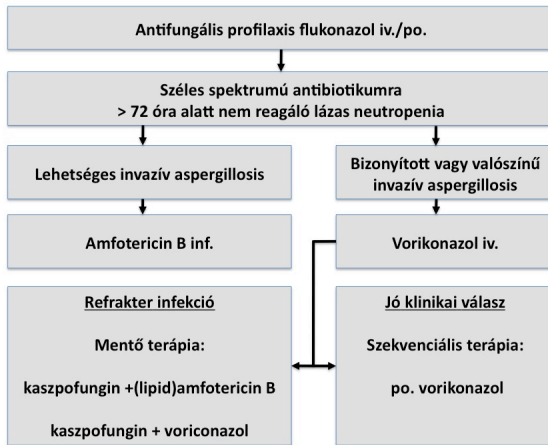 Antifungális profilaxis flukonazol iv./po.
Széles spektrumú antibiotikumra
> 72 óra alatt nem reagáló lázas neutropenia
Lehetséges invazív aspergillosis
Bizonyított vagy valószínű
invazív aspergillosis
Amfotericin B inf.
Vorikonazol iv.
Refrakter infekció
Mentő terápia:
kaszpofungin +(lipid)amfotericin B
kaszpofungin + voriconazol
Jó klinikai válasz
Szekvenciális terápia:
po. vorikonazol